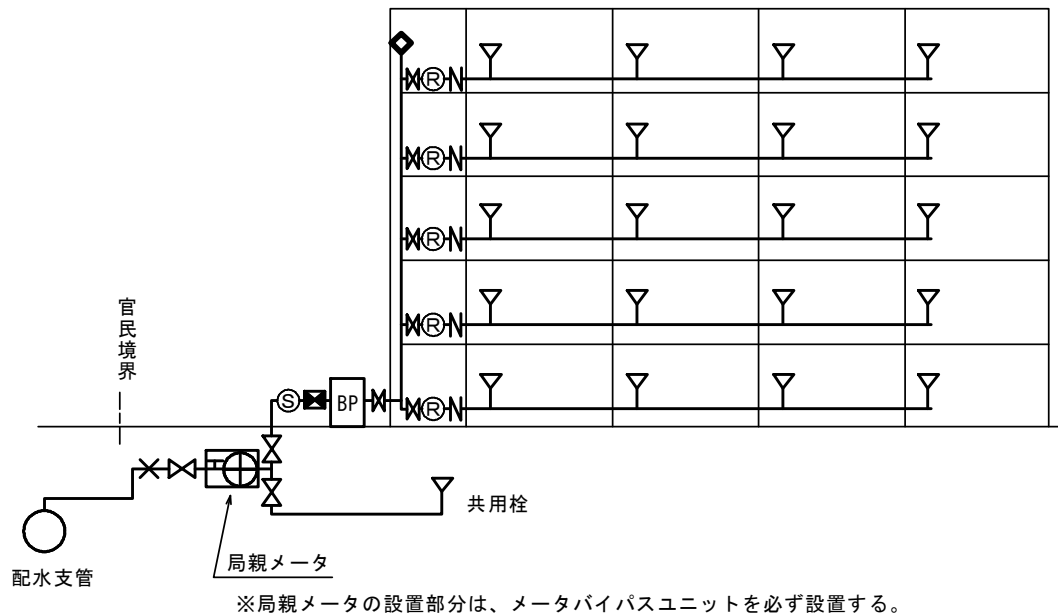 R
R
R
R
官民境界
S
BP
R
共用栓
局親メータ
配水支管
※局親メータの設置部分は、メータバイパスユニットを必ず設置する。